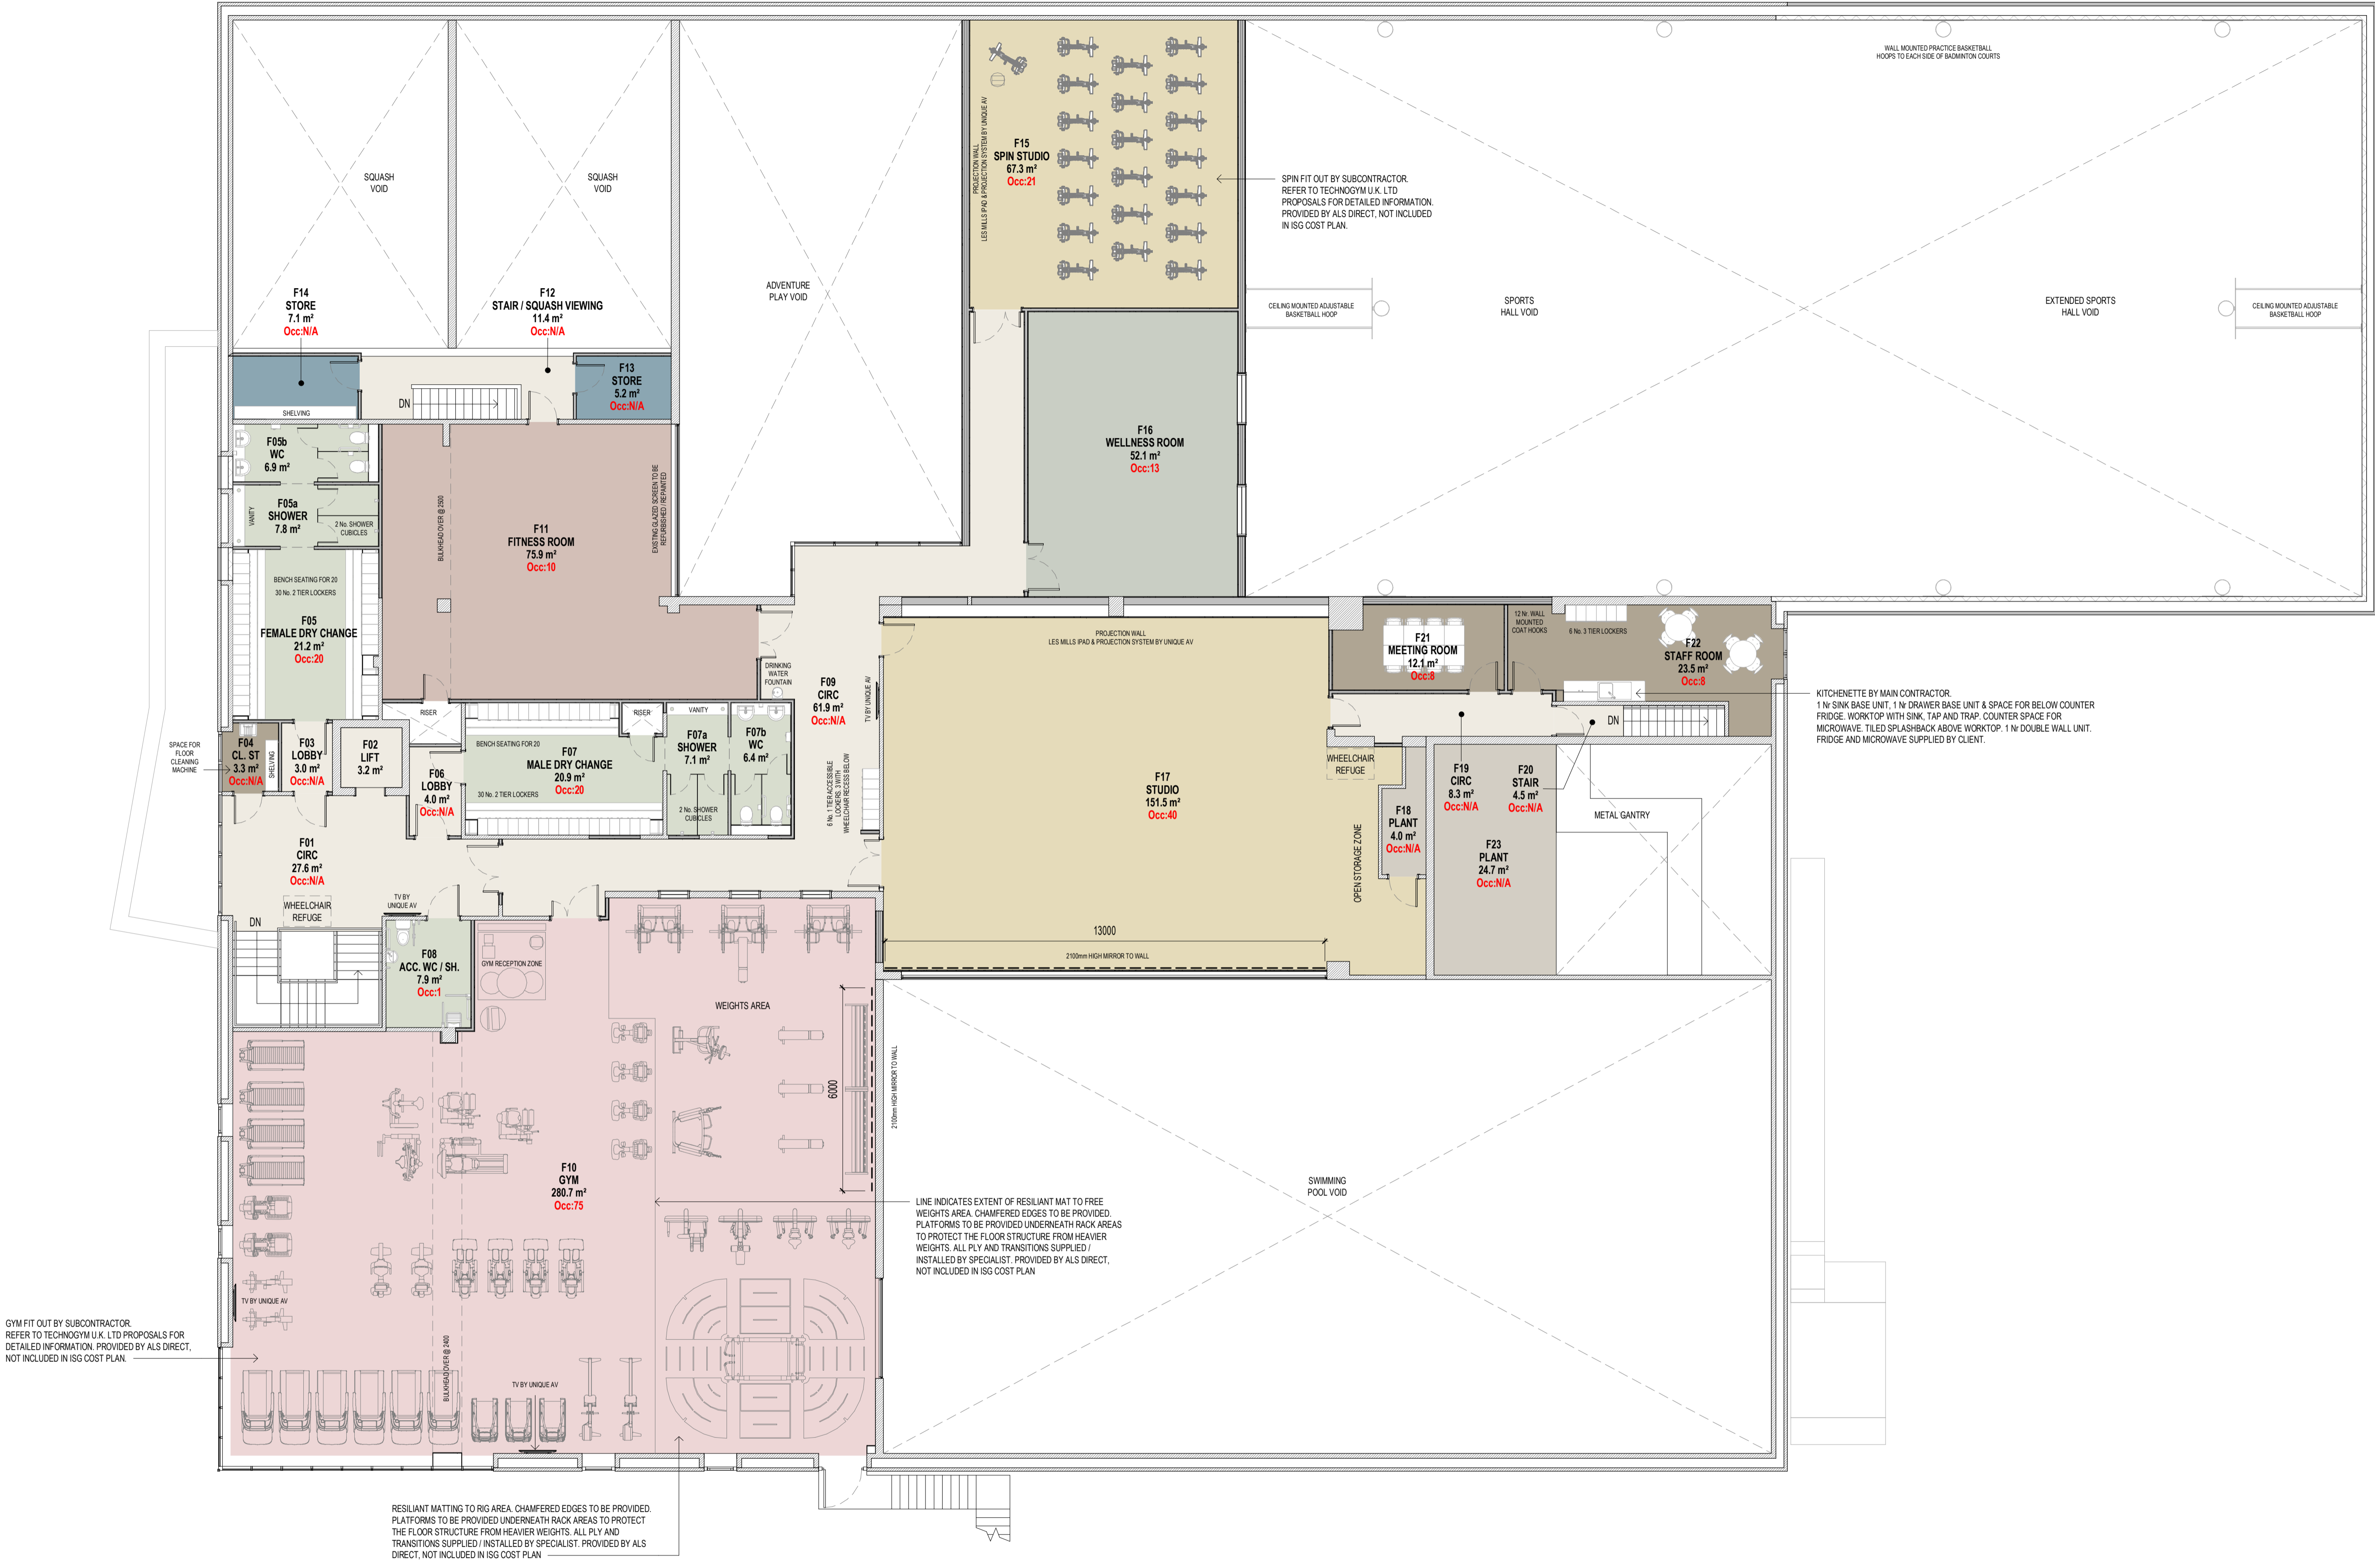 WALL MOUNTED PRACTICE BASKETBALL
HOOPS TO EACH SIDE OF BADMINTON COURTS
SQUASH
VOID
SQUASH
VOID
ADVENTURE
PLAY VOID
PROJECTION WALL
LES MILLS IPAD & PROJECTION SYSTEM BY UNIQUE AV
F15
SPIN STUDIO
67.3 m²
Occ:21
SPIN FIT OUT BY SUBCONTRACTOR.
REFER TO TECHNOGYM U.K. LTD
PROPOSALS FOR DETAILED INFORMATION.
PROVIDED BY ALS DIRECT, NOT INCLUDED
IN ISG COST PLAN.
CEILING MOUNTED ADJUSTABLE
BASKETBALL HOOP
SPORTS
HALL VOID
EXTENDED SPORTS
HALL VOID
CEILING MOUNTED ADJUSTABLE
BASKETBALL HOOP
F14
STORE
7.1 m²
Occ:N/A
F12
STAIR / SQUASH VIEWING
11.4 m²
Occ:N/A
F13
STORE
5.2 m²
Occ:N/A
SHELVING
DN
F05b
WC
6.9 m²
F05a
SHOWER
7.8 m²
VANITY
2 No. SHOWER
CUBICLES
BULKHEAD OVER @ 2500
EXISTING GLAZED SCREEN TO BE
REFURBISHED / REPAINTED
F11
FITNESS ROOM
75.9 m²
Occ:10
F16
WELLNESS ROOM
52.1 m²
Occ:13
BENCH SEATING FOR 20
30 No. 2 TIER LOCKERS
F05
FEMALE DRY CHANGE
21.2 m²
Occ:20
PROJECTION WALL
LES MILLS IPAD & PROJECTION SYSTEM BY UNIQUE AV
F21
MEETING ROOM
12.1 m²
Occ:8
12 Nr. WALL
MOUNTED
COAT HOOKS
6 No. 3 TIER LOCKERS
F22
STAFF ROOM
23.5 m²
Occ:8
KITCHENETTE BY MAIN CONTRACTOR.
1 Nr SINK BASE UNIT, 1 Nr DRAWER BASE UNIT & SPACE FOR BELOW COUNTER
FRIDGE. WORKTOP WITH SINK, TAP AND TRAP. COUNTER SPACE FOR
MICROWAVE. TILED SPLASHBACK ABOVE WORKTOP. 1 Nr DOUBLE WALL UNIT.
FRIDGE AND MICROWAVE SUPPLIED BY CLIENT.
DRINKING
WATER
FOUNTAIN
F09
CIRC
61.9 m²
Occ:N/A
TV BY UNIQUE AV
6 No. 1 TIER ACCESSIBLE
LOCKERS. 3 WITH
WHEELCHAIR RECESS BELOW
SPACE FOR
FLOOR
CLEANING
MACHINE
F04
CL. ST
3.3 m²
Occ:N/A
SHELVING
F03
LOBBY
3.0 m²
Occ:N/A
F02
LIFT
3.2 m²
RISER
F06
LOBBY
4.0 m²
Occ:N/A
BENCH SEATING FOR 20
F07
MALE DRY CHANGE
20.9 m²
Occ:20
30 No. 2 TIER LOCKERS
RISER
VANITY
F07a
SHOWER
7.1 m²
2 No. SHOWER
CUBICLES
F07b
WC
6.4 m²
F17
STUDIO
151.5 m²
Occ:40
DN
WHEELCHAIR
REFUGE
F19
CIRC
8.3 m²
Occ:N/A
F20
STAIR
4.5 m²
Occ:N/A
F18
PLANT
4.0 m²
Occ:N/A
METAL GANTRY
F23
PLANT
24.7 m²
Occ:N/A
OPEN STORAGE ZONE
F01
CIRC
27.6 m²
Occ:N/A
WHEELCHAIR
REFUGE
TV BY
UNIQUE AV
DN
F08
ACC. WC / SH.
7.9 m²
Occ:1
GYM RECEPTION ZONE
WEIGHTS AREA
13000
2100mm HIGH MIRROR TO WALL
6000
2100mm HIGH MIRROR TO WALL
F10
GYM
280.7 m²
Occ:75
SWIMMING
POOL VOID
LINE INDICATES EXTENT OF RESILIANT MAT TO FREE
WEIGHTS AREA. CHAMFERED EDGES TO BE PROVIDED.
PLATFORMS TO BE PROVIDED UNDERNEATH RACK AREAS
TO PROTECT THE FLOOR STRUCTURE FROM HEAVIER
WEIGHTS. ALL PLY AND TRANSITIONS SUPPLIED /
INSTALLED BY SPECIALIST. PROVIDED BY ALS DIRECT,
NOT INCLUDED IN ISG COST PLAN
TV BY UNIQUE AV
GYM FIT OUT BY SUBCONTRACTOR.
REFER TO TECHNOGYM U.K. LTD PROPOSALS FOR
DETAILED INFORMATION. PROVIDED BY ALS DIRECT,
NOT INCLUDED IN ISG COST PLAN.
BULKHEAD OVER @ 2400
TV BY UNIQUE AV
RESILIANT MATTING TO RIG AREA. CHAMFERED EDGES TO BE PROVIDED.
PLATFORMS TO BE PROVIDED UNDERNEATH RACK AREAS TO PROTECT
THE FLOOR STRUCTURE FROM HEAVIER WEIGHTS. ALL PLY AND
TRANSITIONS SUPPLIED / INSTALLED BY SPECIALIST. PROVIDED BY ALS
DIRECT, NOT INCLUDED IN ISG COST PLAN